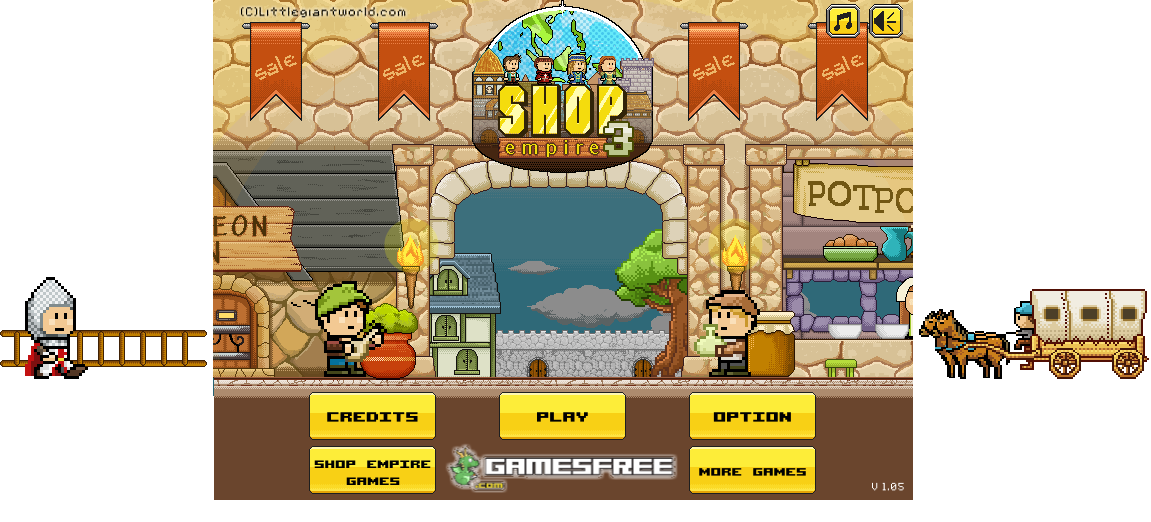 (C)Littlegiantworld.com
sale
sale
sale
sale
SHOP
empire 3
POTPO
EON
N
CREDITS
PLAY
OPTION
SHOP EMPIRE
GAMES
GAMESFREE
.com
MORE GAMES
V 1.05